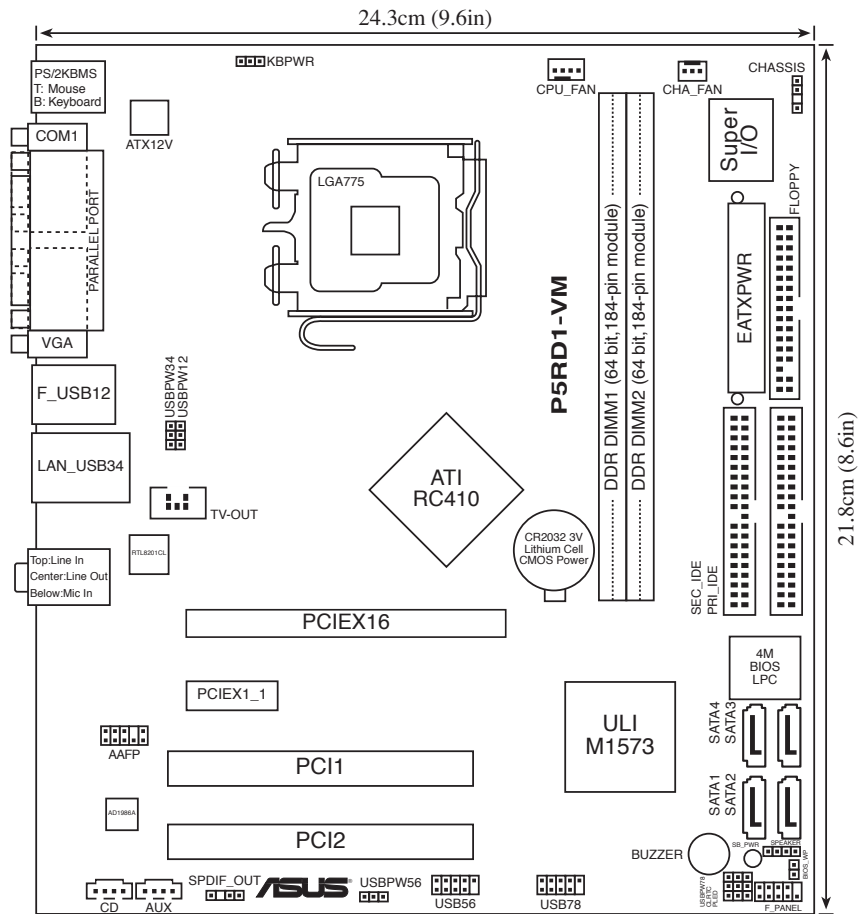 24.3cm (9.6in)
PS/2KBMS
T: Mouse
B: Keyboard
KBPWR
CPU_FAN
CHA_FAN
CHASSIS
COM1
ATX12V
Super
I/O
LGA775
FLOPPY
PARALLEL PORT
EATXPWR
VGA
DDR DIMM1 (64 bit,184-pin module)
DDR DIMM2 (64 bit,184-pin module)
P5RD1-VM
F_USB12
USBPW34
USBPW12
21.8cm (8.6in)
LAN_USB34
TV-OUT
ATI
RC410
RTL8201CL
CR2032 3V
Lithium Cell
CMOS Power
Top:Line In
Center:Line Out
Below:Mic In
SEC_IDE
PRI_IDE
PCIEX16
4M
BIOS
LPC
PCIEX1_1
ULI
M1573
SATA4
SATA3
AAFP
PCI1
SATA1
SATA2
AD1986A
PCI2
BUZZER
SB_PWR
SPEAKER
BIOS_WP
SPDIF_OUT
ASUS
USBPW56
USBPW78
CLRTC
PLED
CD
AUX
USB56
USB78
F_PANEL